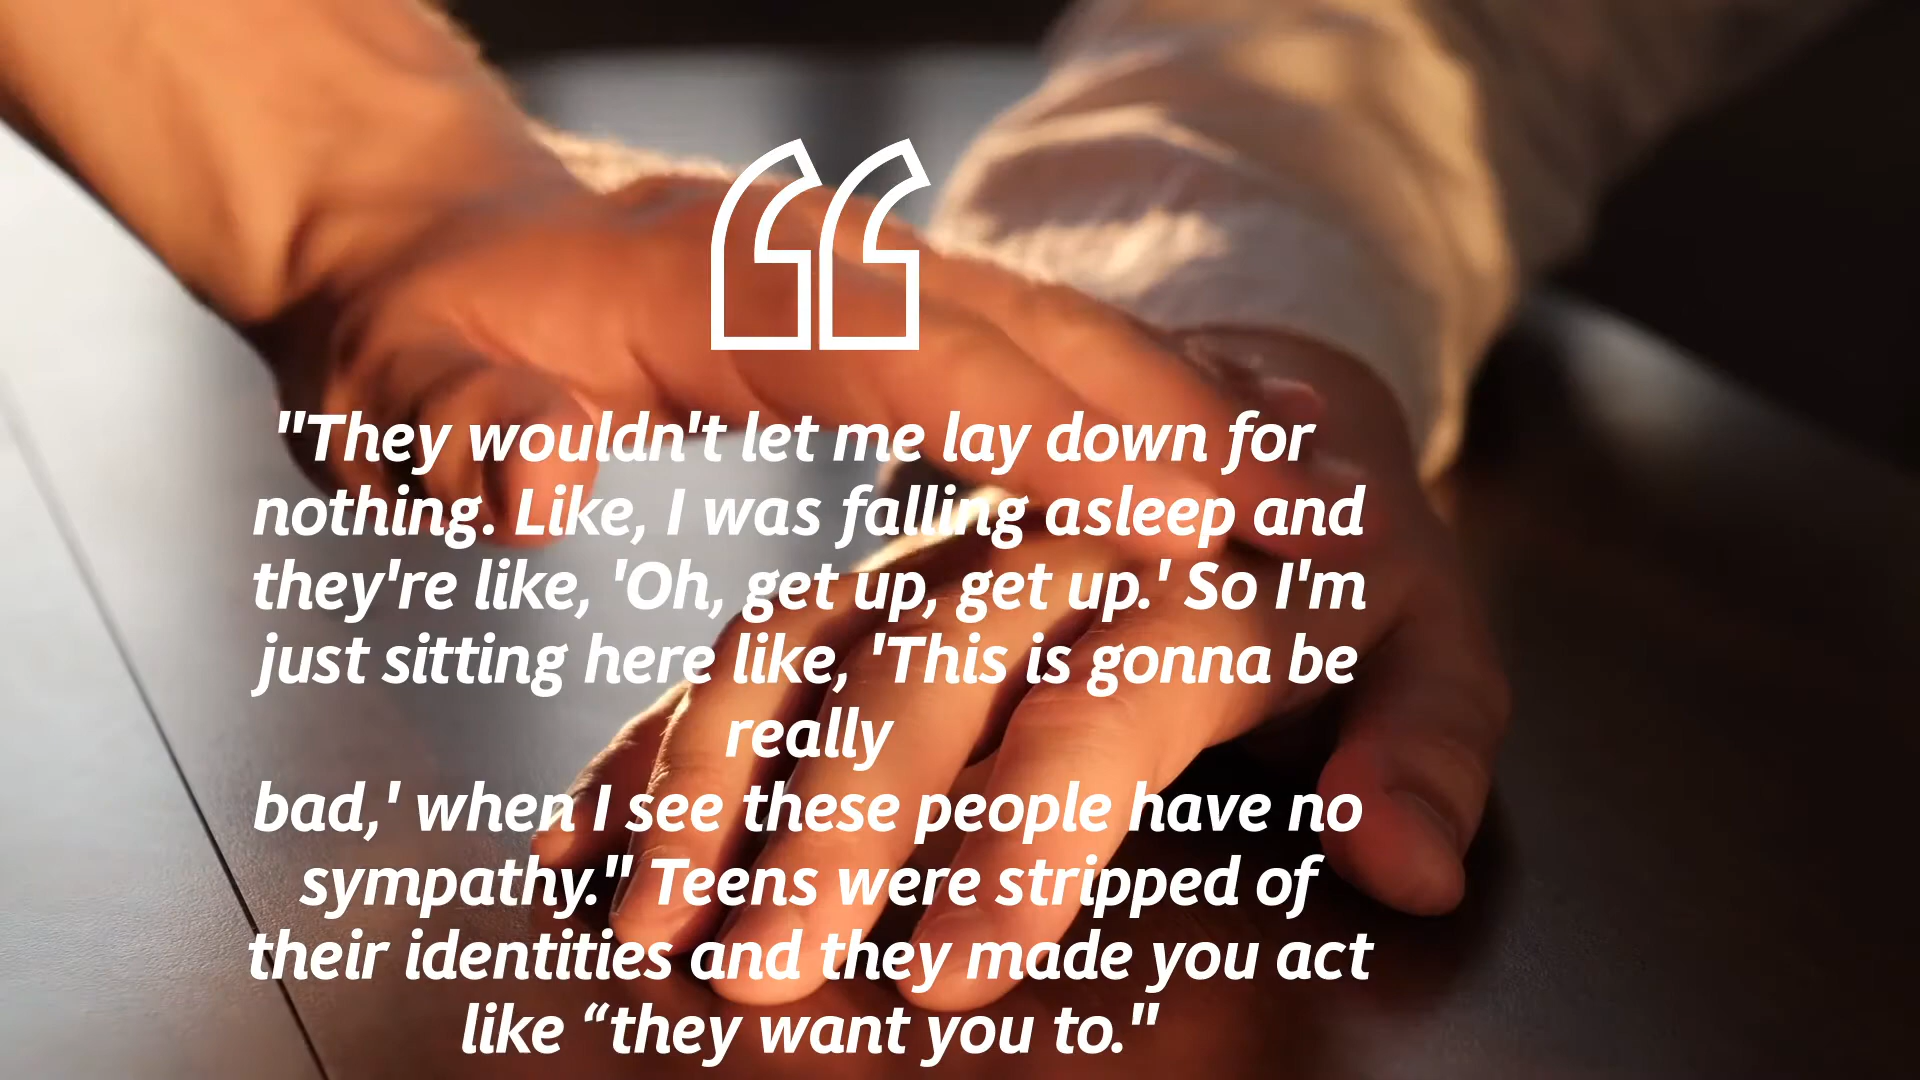 "They wouldn't let me lay down for
nothing. Like, I was falling asleep and
they're like, 'Oh, get up, get up.' So I'm
just sitting here like, 'This is gonna be
really
bad,' when I see these people have no
sympathy." Teens were stripped of
their identities and they made you act
like “they want you to."